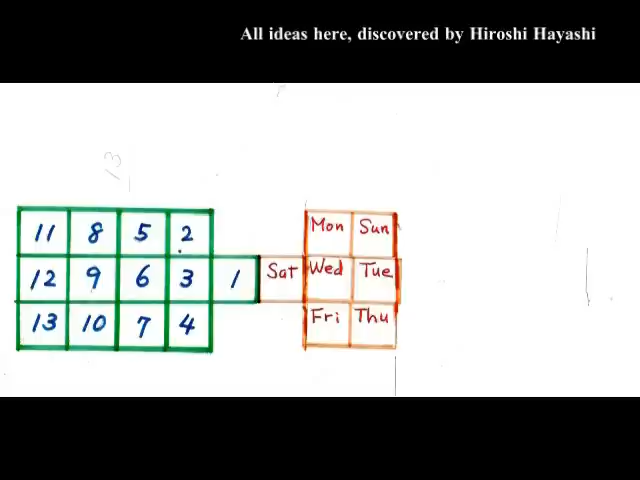 All ideas here, discovered by Hiroshi Hayashi
13
11 8 5 2 Mon Sun
12 9 6 3 1 Sat Wed Tue
13 10 7 4 Fri Thu